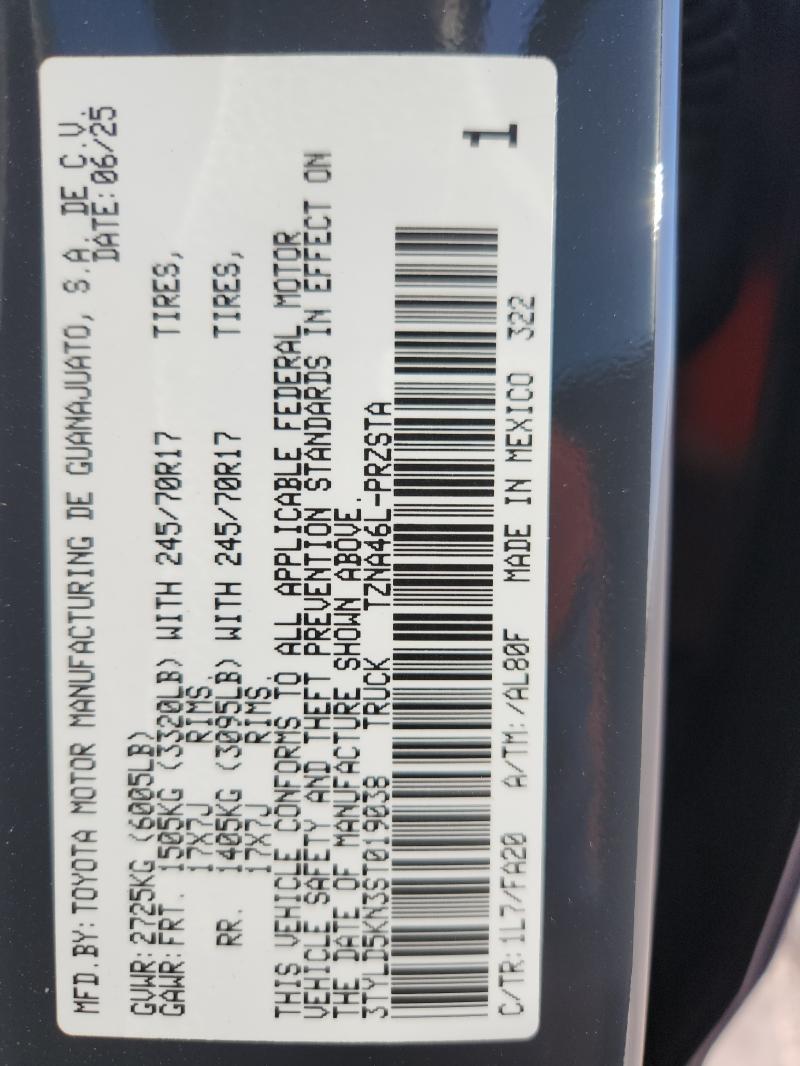 MFD.BY:TOYOTA MOTOR MANUFACTURING DE GUANAJUATO, S.A. DE C.V.
DATE:06/25
GVWR:2725KG (6005LB)
GAWR:FRT. 1505KG (3320LB) WITH 245/70R17 TIRES,
17X7J RIMS.
RR. 1405KG (3095LB) WITH 245/70R17 TIRES,
17X7J RIMS
THIS VEHICLE CONFORMS TO ALL APPLICABLE FEDERAL MOTOR
VEHICLE SAFETY AND THEFT PREVENTION STANDARDS IN EFFECT ON
THE DATE OF MANUFACTURE SHOWN ABOVE.
3TYLD5KN3ST019038 TRUCK TZNA46L-PRZSTA
1
C/TR:1L7/FA20 A/TM:/AL80F MADE IN MEXICO 322